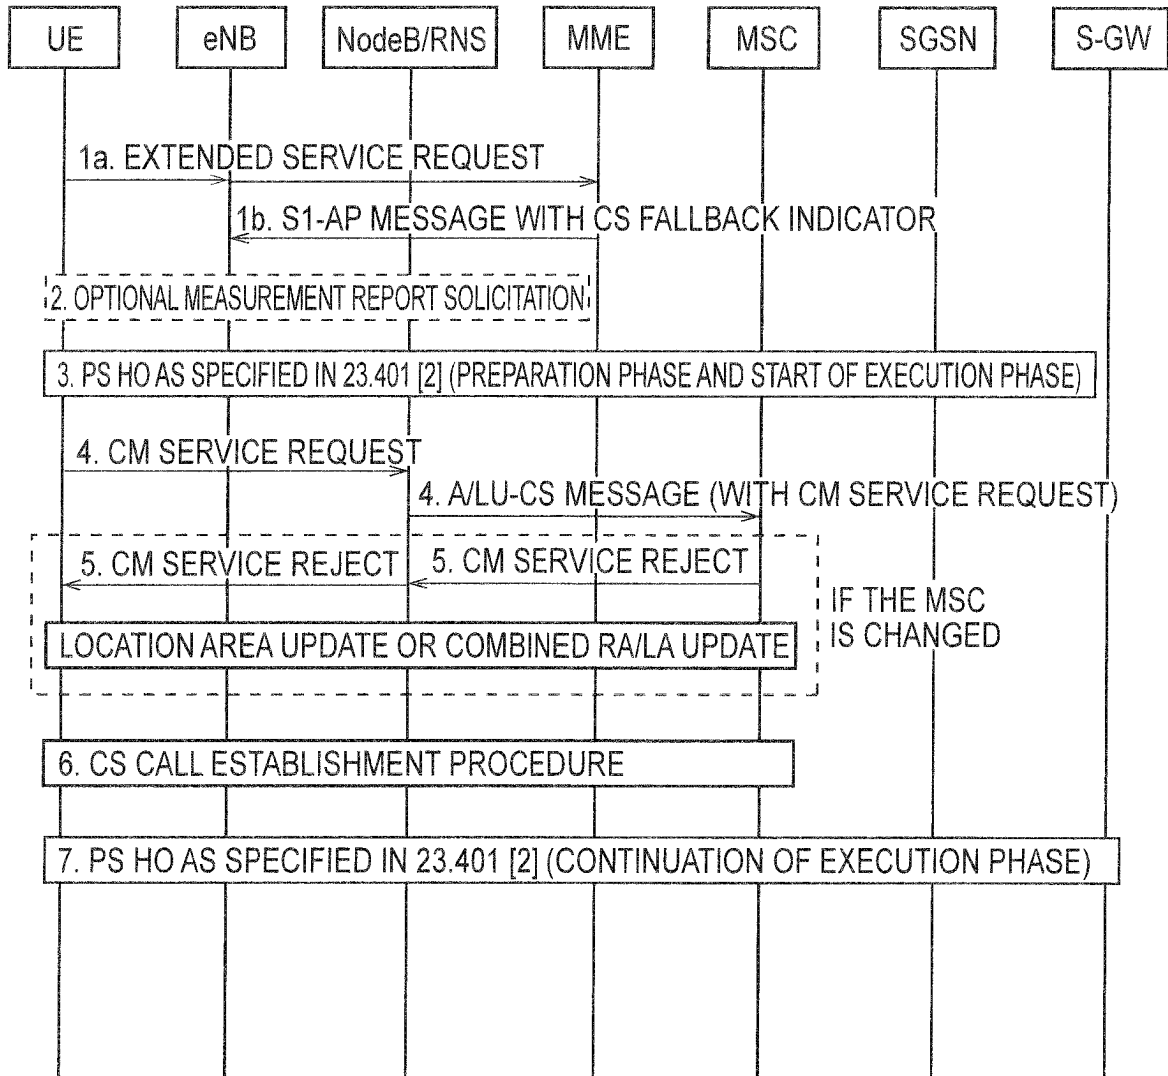 UE
eNB
NodeB/RNS
MME
MSC
SGSN
S-GW
1a. EXTENDED SERVICE REQUEST
1b. S1-AP MESSAGE WITH CS FALLBACK INDICATOR
2. OPTIONAL MEASUREMENT REPORT SOLICITATION
3. PS HO AS SPECIFIED IN 23.401 [2] (PREPARATION PHASE AND START OF EXECUTION PHASE)
4. CM SERVICE REQUEST
4. A/LU-CS MESSAGE (WITH CM SERVICE REQUEST)
5. CM SERVICE REJECT
5. CM SERVICE REJECT
IF THE MSC
IS CHANGED
LOCATION AREA UPDATE OR COMBINED RA/LA UPDATE
6. CS CALL ESTABLISHMENT PROCEDURE
7. PS HO AS SPECIFIED IN 23.401 [2] (CONTINUATION OF EXECUTION PHASE)